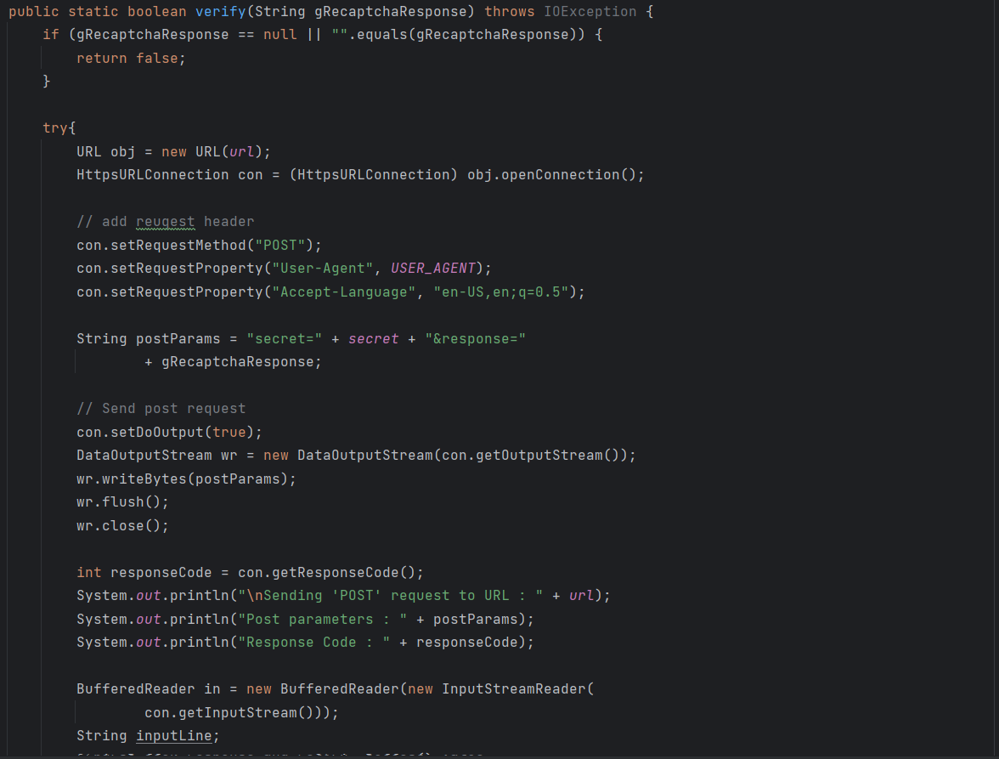 public static boolean verify(String gRecaptchaResponse) throws IOException {
if (gRecaptchaResponse == null || "".equals(gRecaptchaResponse)) {
return false;
}
try{
URL obj = new URL(url);
HttpsURLConnection con = (HttpsURLConnection) obj.openConnection();
// add reuqest header
con.setRequestMethod("POST");
con.setRequestProperty("User-Agent", USER_AGENT);
con.setRequestProperty("Accept-Language", "en-US,en;q=0.5");
String postParams = "secret=" + secret + "&response="
+ gRecaptchaResponse;
// Send post request
con.setDoOutput(true);
DataOutputStream wr = new DataOutputStream(con.getOutputStream());
wr.writeBytes(postParams);
wr.flush();
wr.close();
int responseCode = con.getResponseCode();
System.out.println("\nSending 'POST' request to URL : " + url);
System.out.println("Post parameters : " + postParams);
System.out.println("Response Code : " + responseCode);
BufferedReader in = new BufferedReader(new InputStreamReader(
con.getInputStream()));
String inputLine;